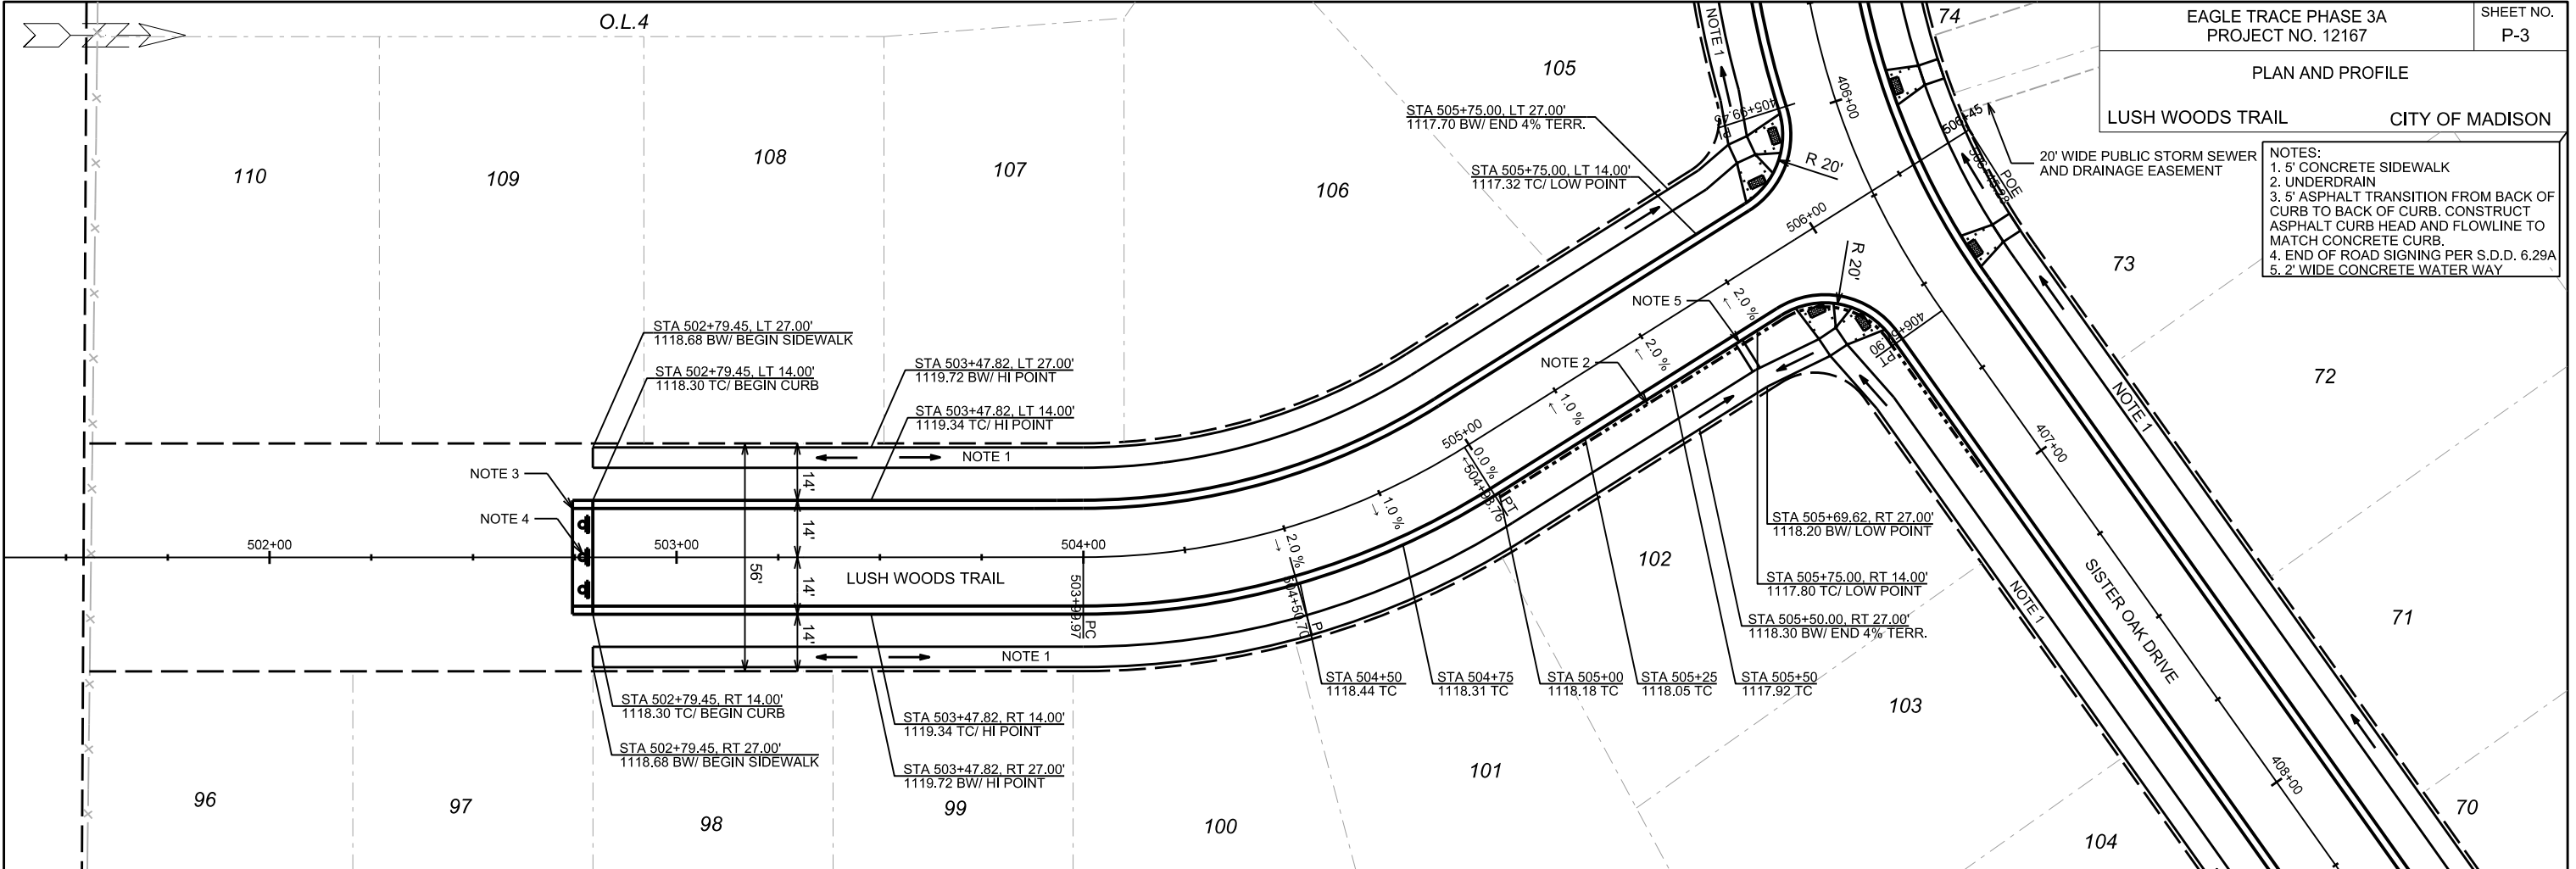 O.L.4
EAGLE TRACE PHASE 3A
PROJECT NO. 12167
SHEET NO.
P-3
PLAN AND PROFILE
LUSH WOODS TRAIL
CITY OF MADISON
NOTES:
1. 5' CONCRETE SIDEWALK
2. UNDERDRAIN
3. 5' ASPHALT TRANSITION FROM BACK OF
CURB TO BACK OF CURB. CONSTRUCT
ASPHALT CURB HEAD AND FLOWLINE TO
MATCH CONCRETE CURB.
4. END OF ROAD SIGNING PER S.D.D. 6.29A
5. 2' WIDE CONCRETE WATER WAY
20' WIDE PUBLIC STORM SEWER
AND DRAINAGE EASEMENT
110
109
108
107
106
105
74
73
72
71
70
NOTE 1
STA 505+75.00, LT 27.00'
1117.70 BW/ END 4% TERR.
STA 505+75.00, LT 14.00'
1117.32 TC/ LOW POINT
R 20'
406+00
506+45
POE
506+00
R 20'
STA 502+79.45, LT 27.00'
1118.68 BW/ BEGIN SIDEWALK
STA 502+79.45, LT 14.00'
1118.30 TC/ BEGIN CURB
STA 503+47.82, LT 27.00'
1119.72 BW/ HI POINT
STA 503+47.82, LT 14.00'
1119.34 TC/ HI POINT
NOTE 5
NOTE 2
2.0 %
2.0 %
1.0 %
0.0 %
1.0 %
2.0 %
505+00
PT
504+98.76
NOTE 1
NOTE 3
NOTE 4
14'
14'
14'
14'
56'
502+00
503+00
504+00
LUSH WOODS TRAIL
503+99.97
PC
504+50.70
PI
NOTE 1
PT
407+00
408+00
NOTE 1
NOTE 1
SISTER OAK DRIVE
STA 505+69.62, RT 27.00'
1118.20 BW/ LOW POINT
STA 505+75.00, RT 14.00'
1117.80 TC/ LOW POINT
STA 505+50.00, RT 27.00'
1118.30 BW/ END 4% TERR.
STA 504+50
1118.44 TC
STA 504+75
1118.31 TC
STA 505+00
1118.18 TC
STA 505+25
1118.05 TC
STA 505+50
1117.92 TC
STA 502+79.45, RT 14.00'
1118.30 TC/ BEGIN CURB
STA 502+79.45, RT 27.00'
1118.68 BW/ BEGIN SIDEWALK
STA 503+47.82, RT 14.00'
1119.34 TC/ HI POINT
STA 503+47.82, RT 27.00'
1119.72 BW/ HI POINT
96
97
98
99
100
101
102
103
104